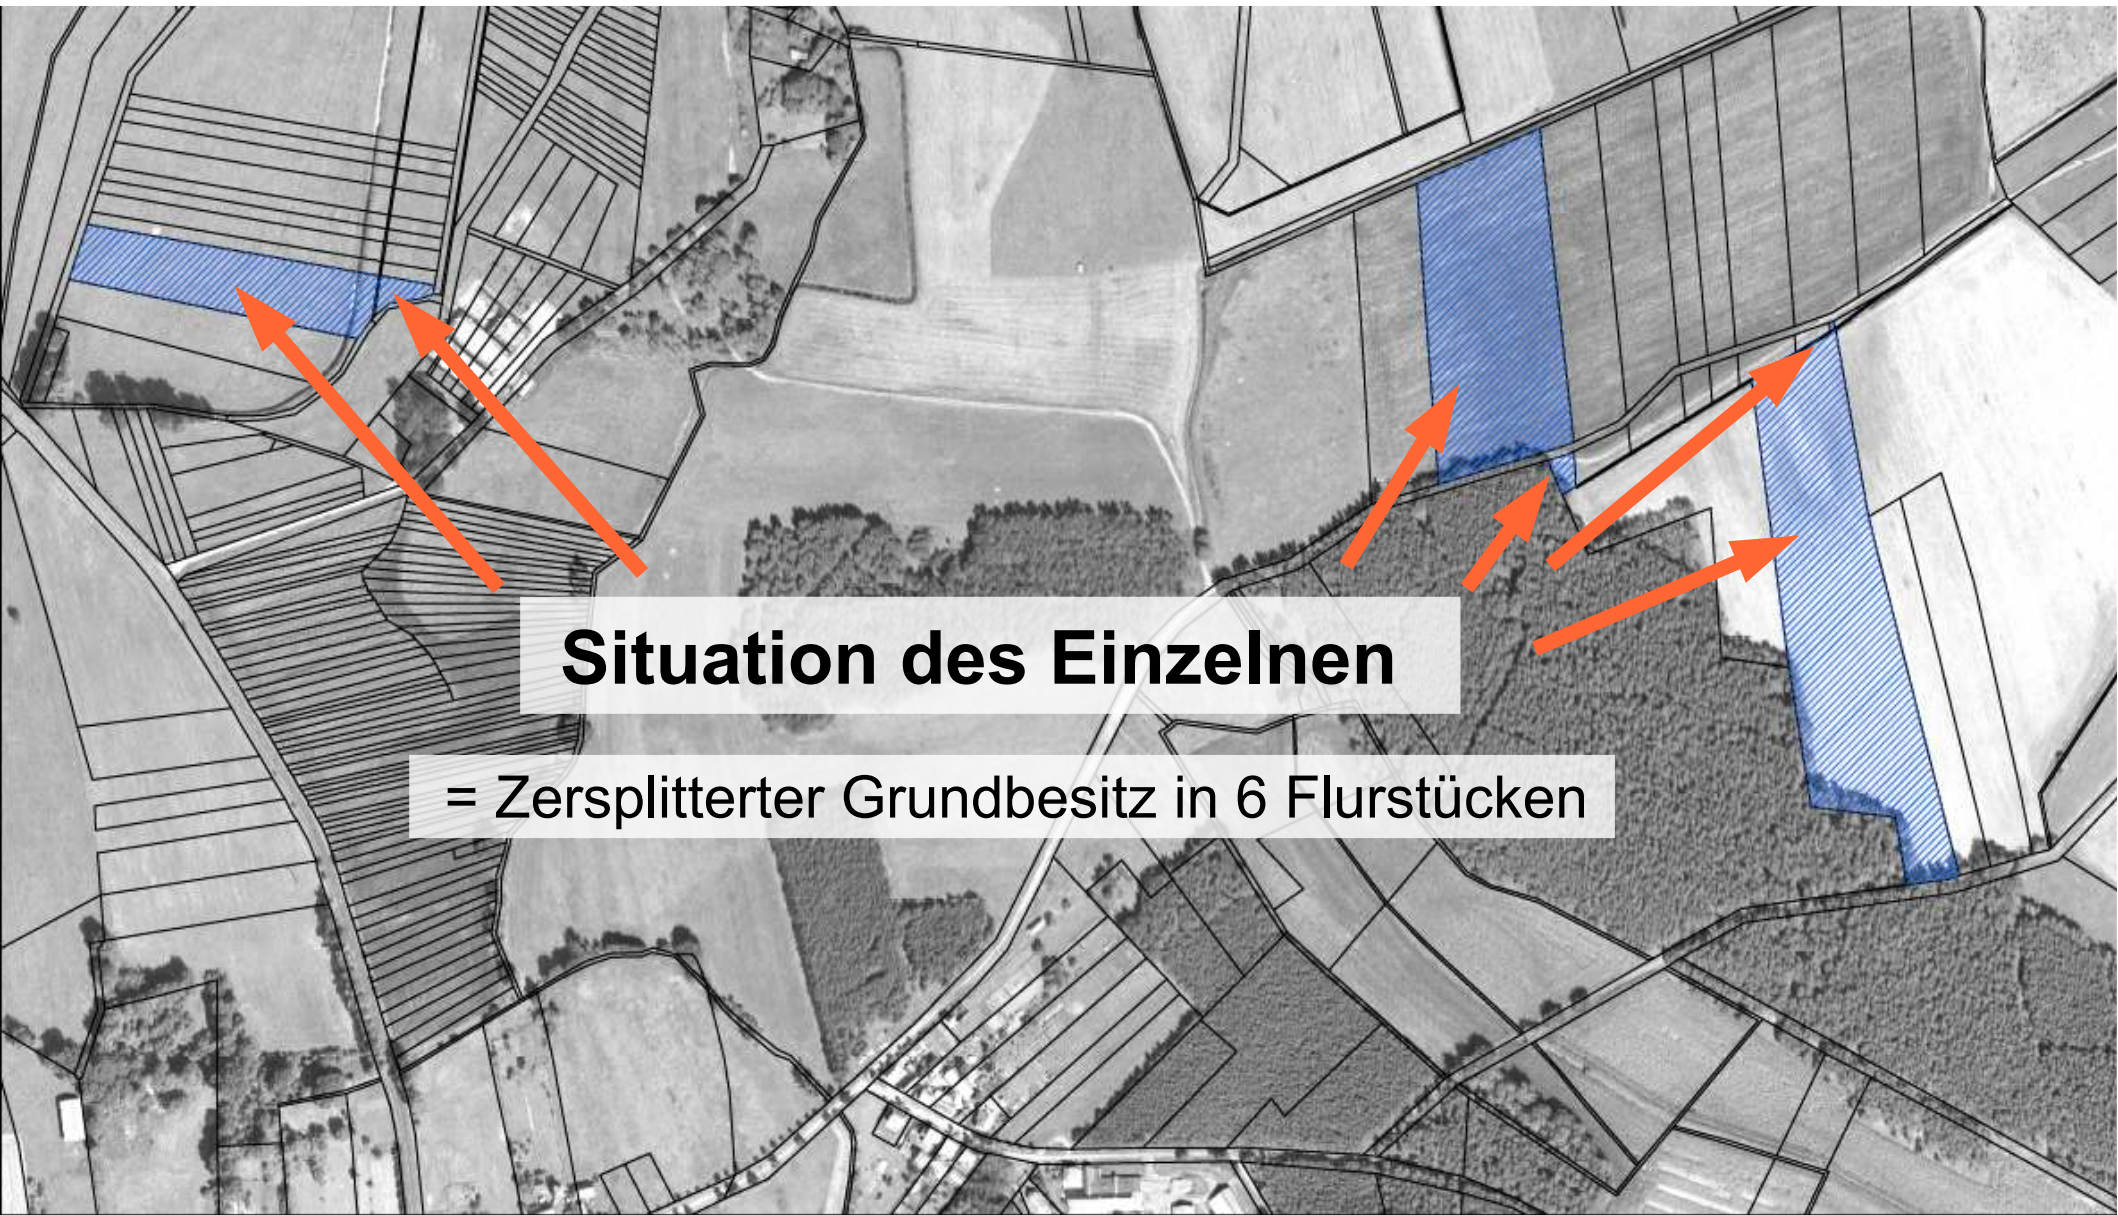 Situation des Einzelnen
= Zersplitterter Grundbesitz in 6 Flurstücken